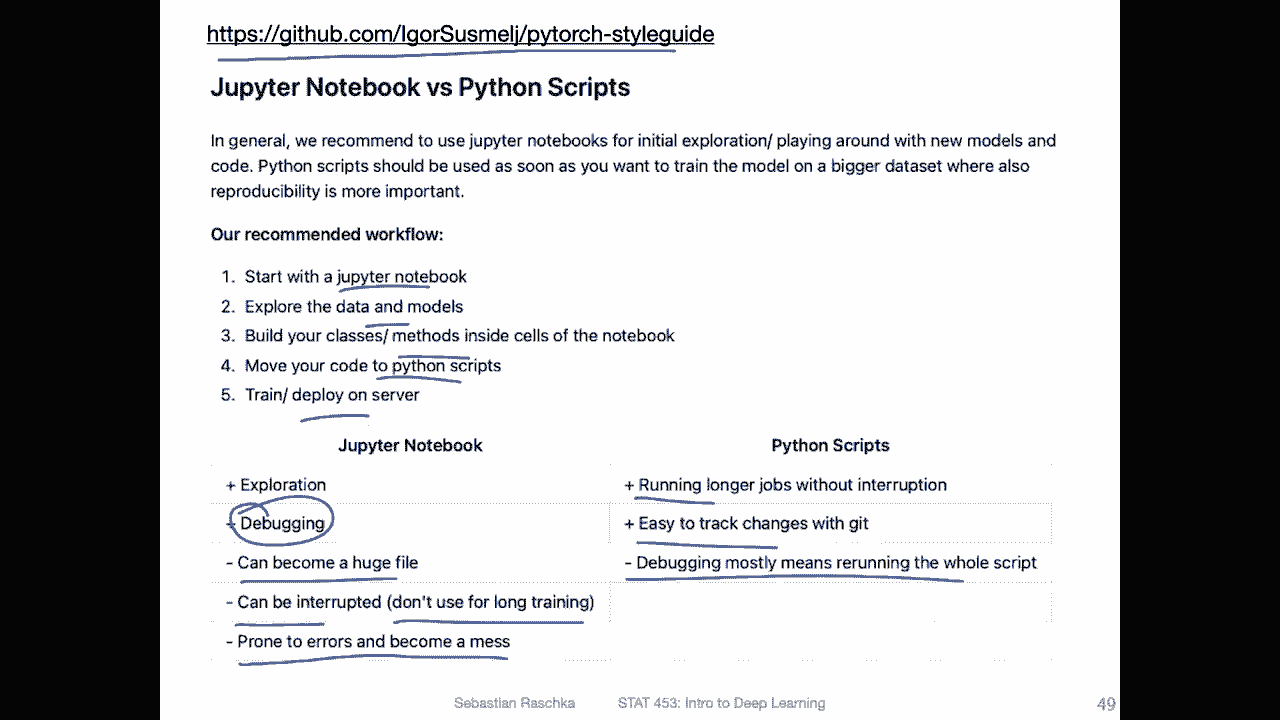 https://github.com/IgorSusmelj/pytorch-styleguide
Jupyter Notebook vs Python Scripts
In general, we recommend to use jupyter notebooks for initial exploration/ playing around with new models and
code. Python scripts should be used as soon as you want to train the model on a bigger dataset where also
reproducibility is more important.
Our recommended workflow:
1. Start with a jupyter notebook
2. Explore the data and models
3. Build your classes/ methods inside cells of the notebook
4. Move your code to python scripts
5. Train/ deploy on server
Jupyter Notebook Python Scripts
+ Exploration + Running longer jobs without interruption
+ Debugging + Easy to track changes with git
- Can become a huge file - Debugging mostly means rerunning the whole script
- Can be interrupted (don't use for long training)
- Prone to errors and become a mess
Sebastian Raschka STAT 453: Intro to Deep Learning 49